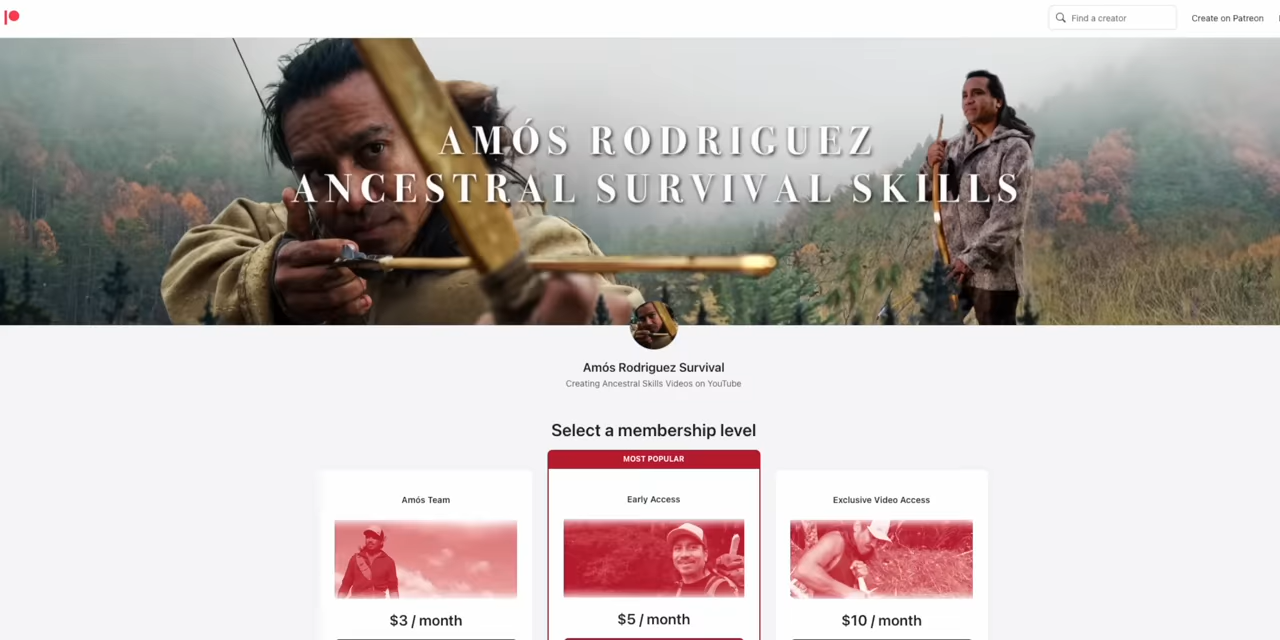 Find a creator
Create on Patreon
AMÓS RODRIGUEZ
ANCESTRAL SURVIVAL SKILLS
Amós Rodriguez Survival
Creating Ancestral Skills Videos on YouTube
Select a membership level
MOST POPULAR
Amós Team
Early Access
Exclusive Video Access
$3 / month
$5 / month
$10 / month